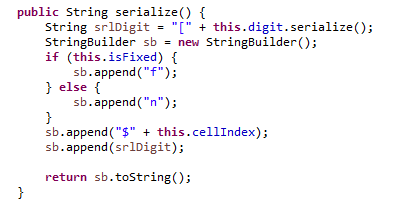 public String serialize() {
    String srlDigit = "[" + this.digit.serialize();
    StringBuilder sb = new StringBuilder();
    if (this.isFixed) {
        sb.append("f");
    } else {
        sb.append("n");
    }
    sb.append("$" + this.cellIndex);
    sb.append(srlDigit);

    return sb.toString();
}